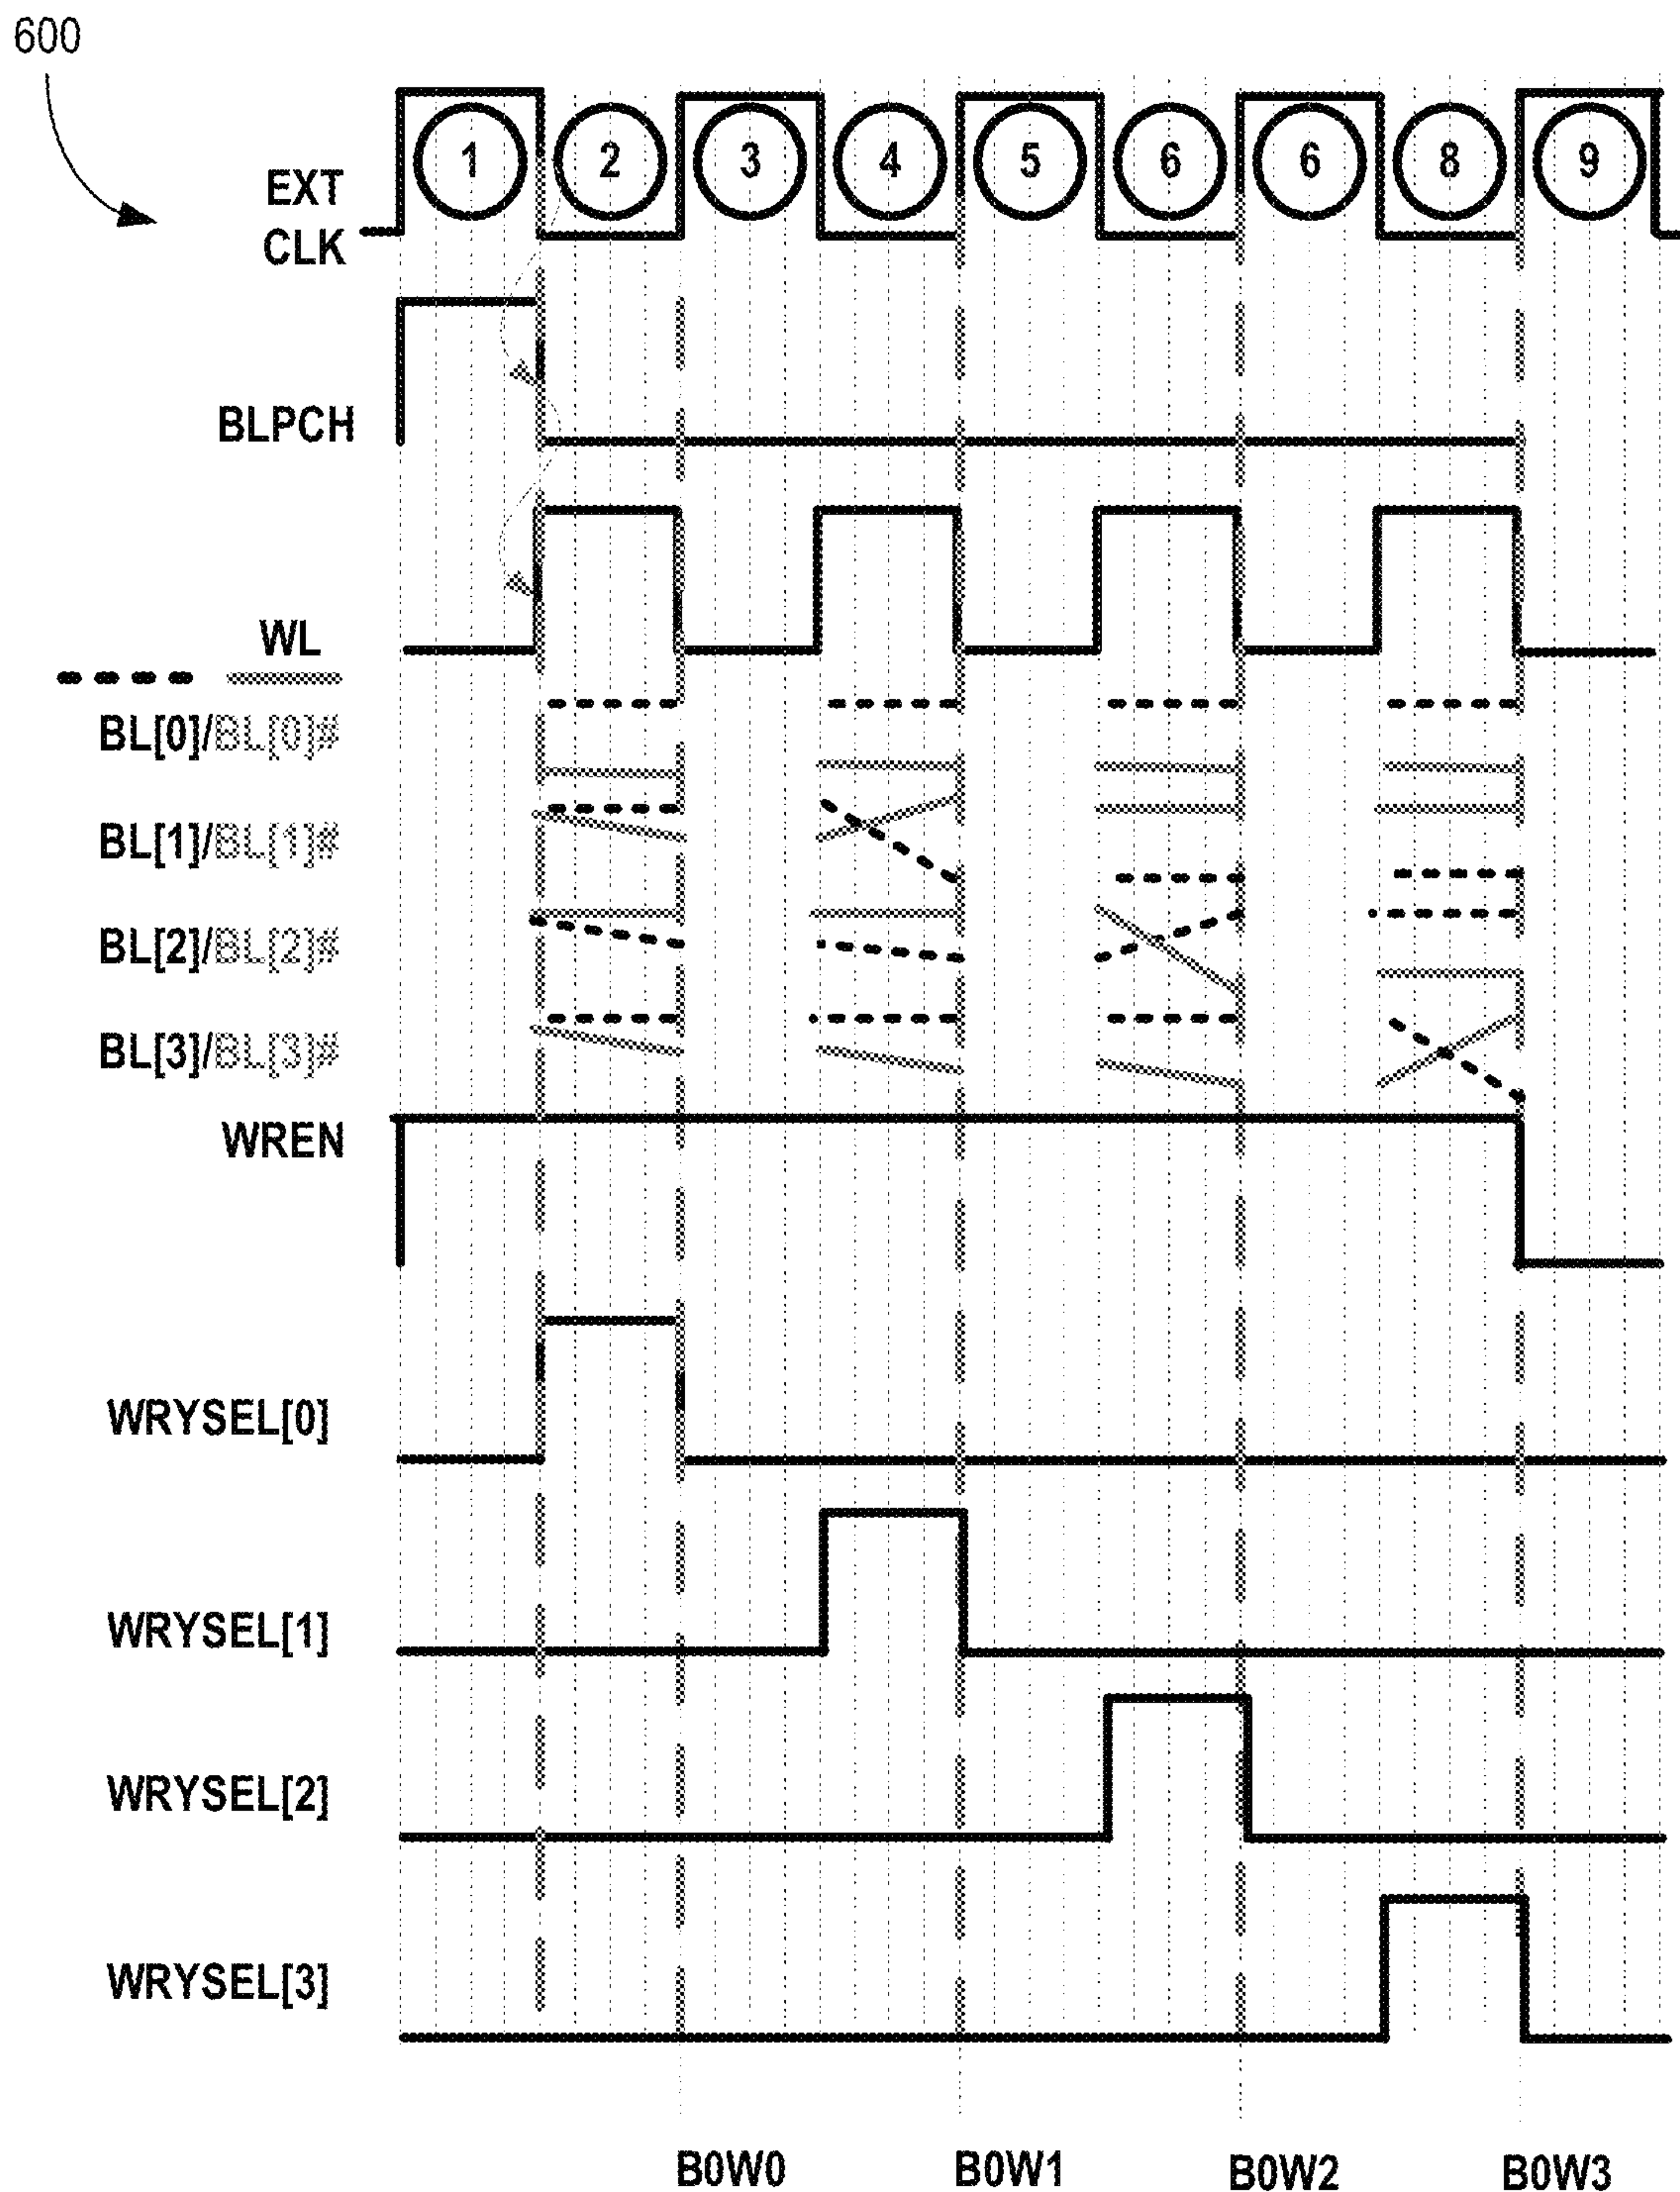 600
1 2 3 4 5 6 6 8 9
EXT
CLK
BLPCH
WL
BL[0]/BL[0]#
BL[1]/BL[1]#
BL[2]/BL[2]#
BL[3]/BL[3]#
WREN
WRYSEL[0]
WRYSEL[1]
WRYSEL[2]
WRYSEL[3]
B0W0 B0W1 B0W2 B0W3